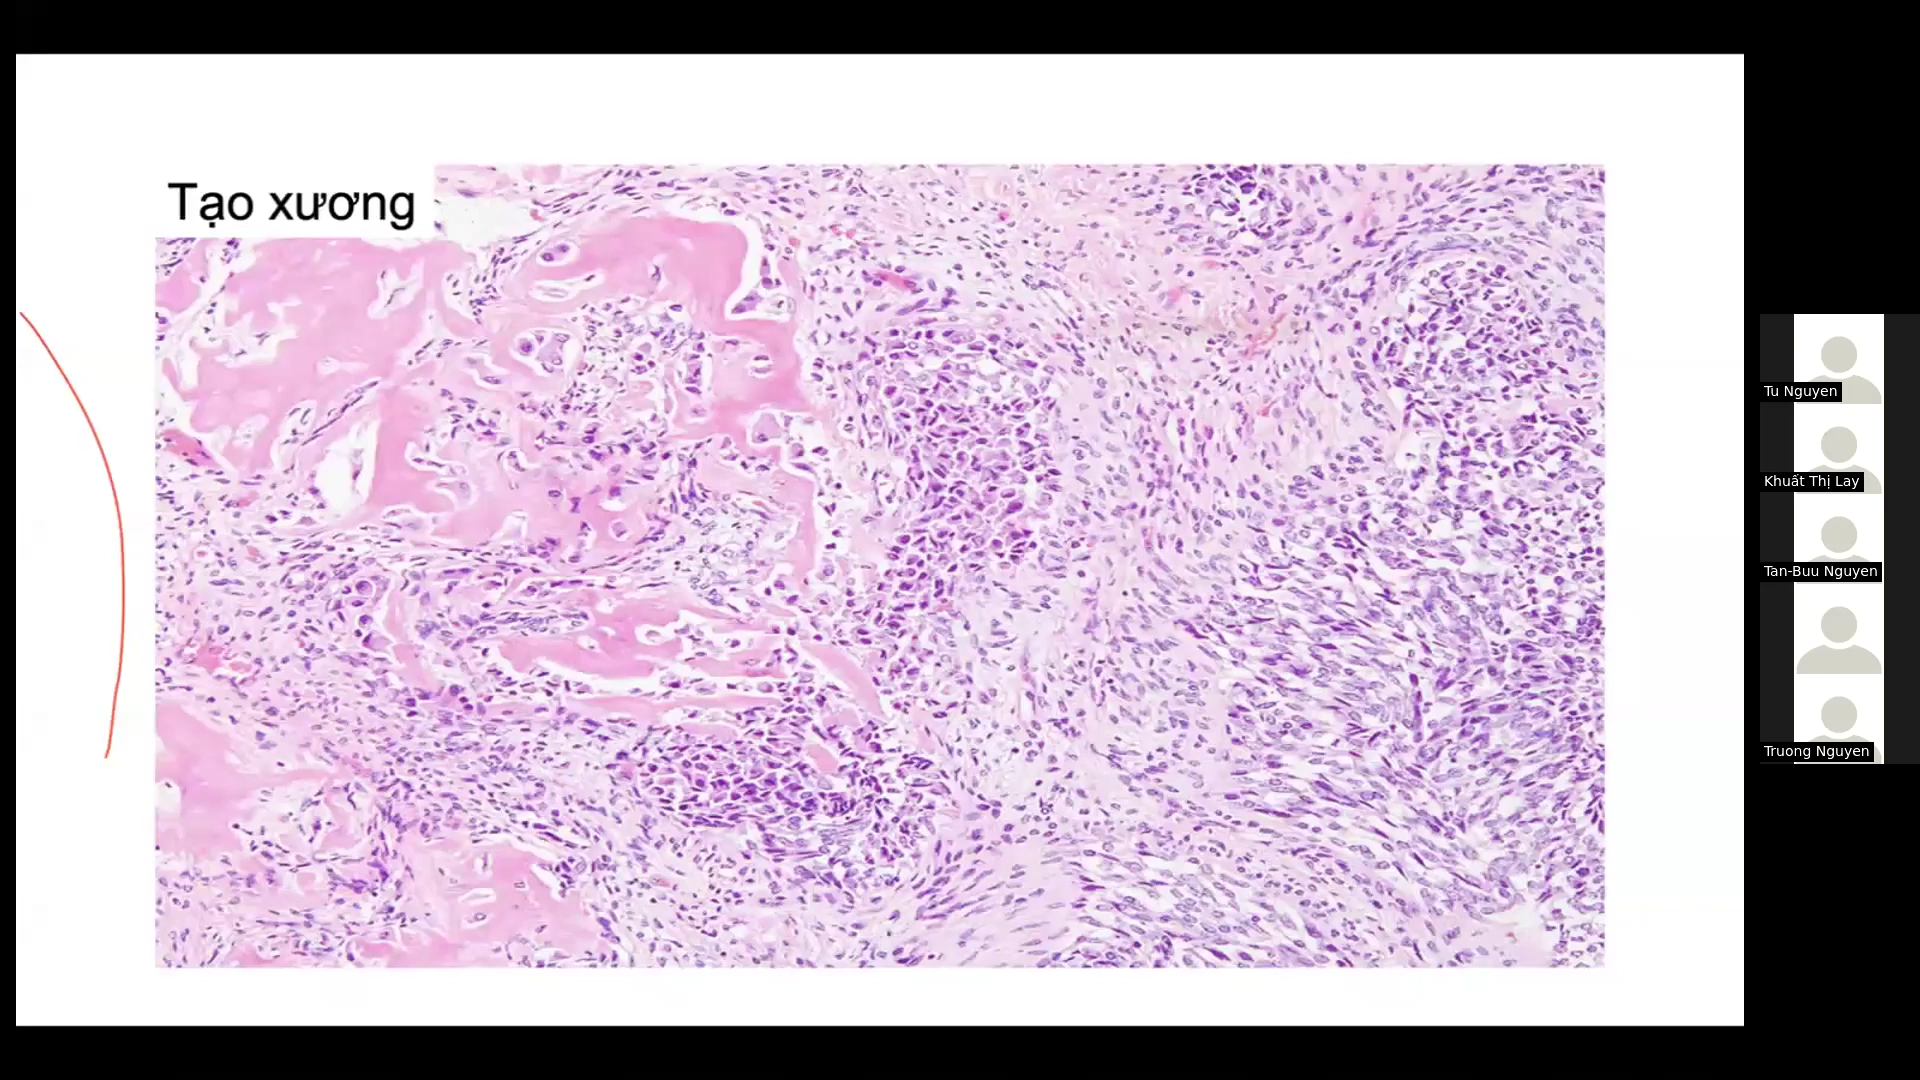 Tạo xương
Tu Nguyen
Khuất Thị Lay
Tan-Buu Nguyen
Truong Nguyen